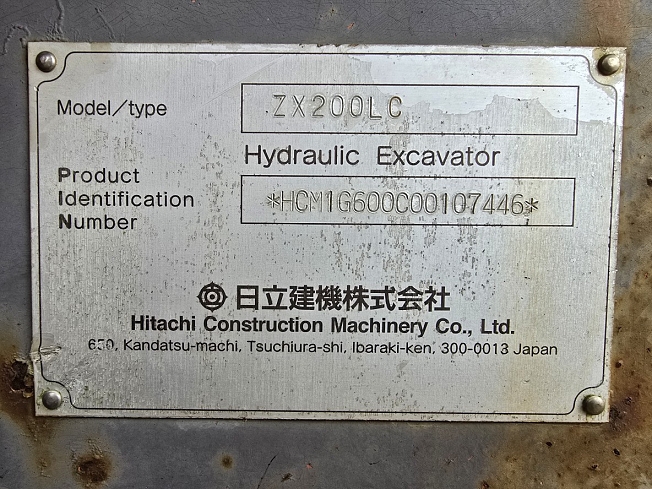 Model/type
ZX200LC
Hydraulic Excavator
Product
Identification
Number
*HCM1G600C00107446*
日立建機株式会社
Hitachi Construction Machinery Co., Ltd.
650, Kandatsu-machi, Tsuchiura-shi, Ibaraki-ken, 300-0013 Japan